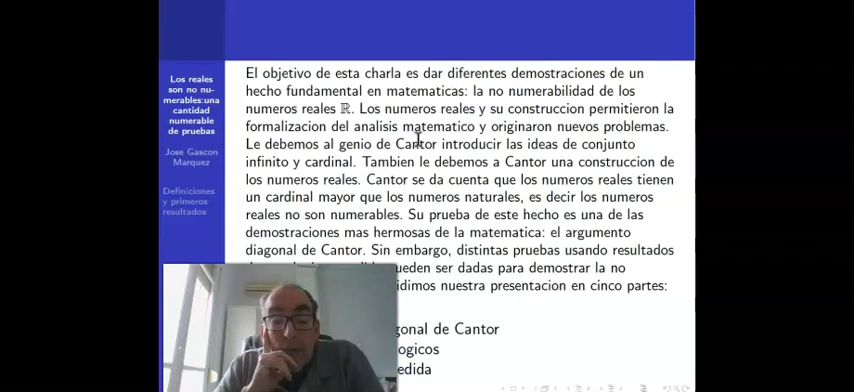 Los reales
son no nu-
merables:una
cantidad
numerable
de pruebas
Jose Gascon
Marquez
Definiciones
y primeros
resultados
El objetivo de esta charla es dar diferentes demostraciones de un
hecho fundamental en matematicas: la no numerabilidad de los
numeros reales ℝ. Los numeros reales y su construccion permitieron la
formalizacion del analisis matematico y originaron nuevos problemas.
Le debemos al genio de Cantor introducir las ideas de conjunto
infinito y cardinal. Tambien le debemos a Cantor una construccion de
los numeros reales. Cantor se da cuenta que los numeros reales tienen
un cardinal mayor que los numeros naturales, es decir los numeros
reales no son numerables. Su prueba de este hecho es una de las
demostraciones mas hermosas de la matematica: el argumento
diagonal de Cantor. Sin embargo, distintas pruebas usando resultados
pueden ser dadas para demostrar la no
idimos nuestra presentacion en cinco partes:
gonal de Cantor
ogicos
edida